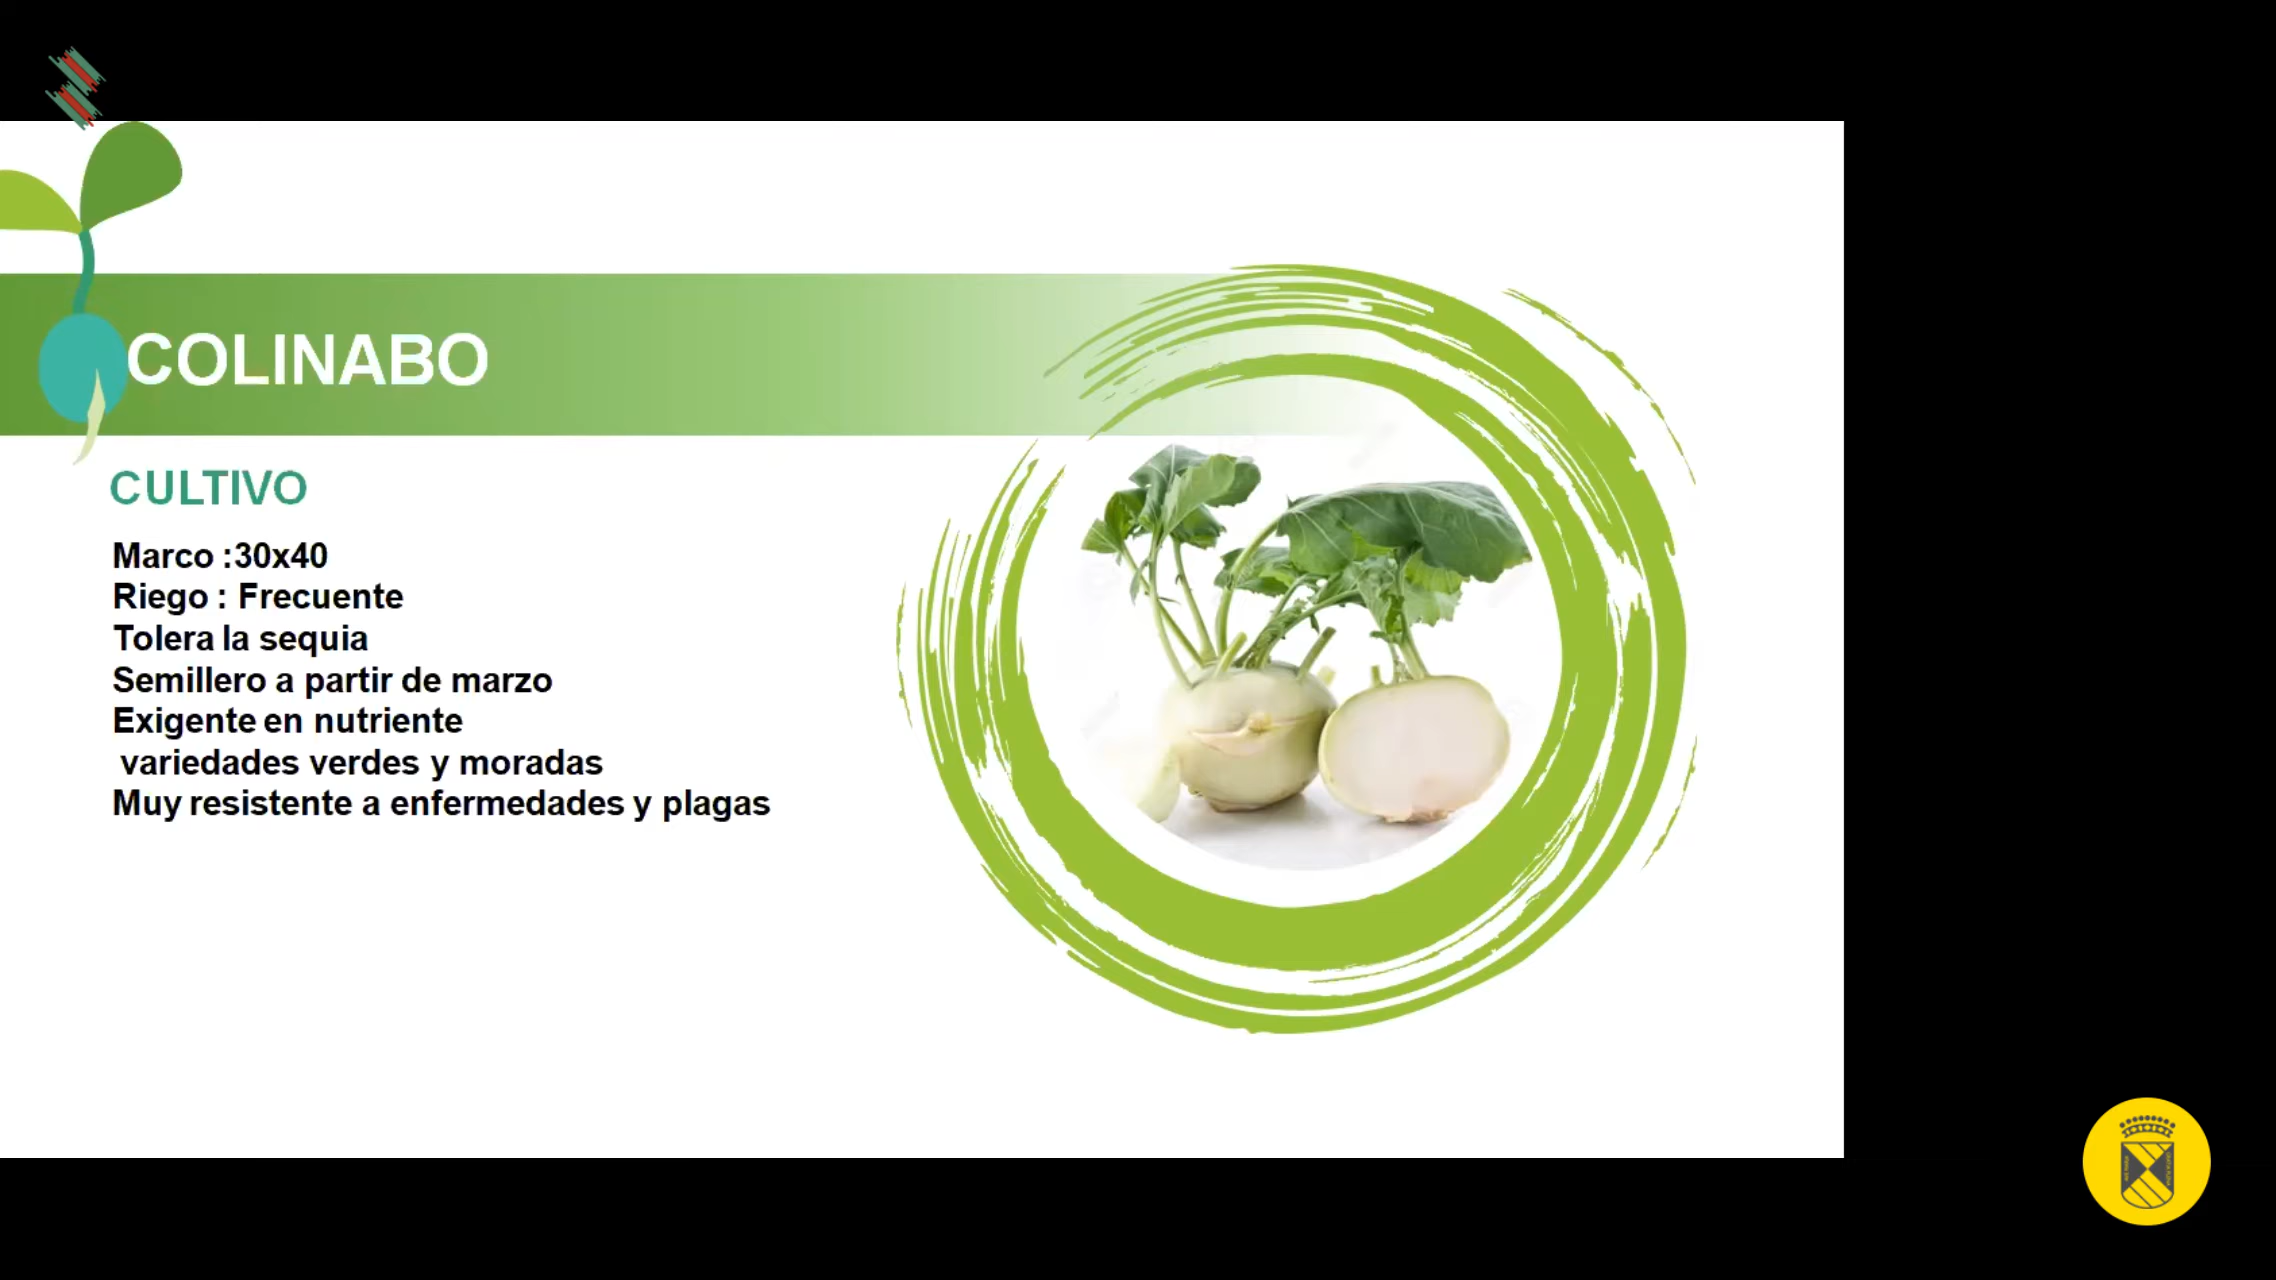 COLINABO
CULTIVO
Marco :30x40
Riego : Frecuente
Tolera la sequia
Semillero a partir de marzo
Exigente en nutriente
variedades verdes y moradas
Muy resistente a enfermedades y plagas